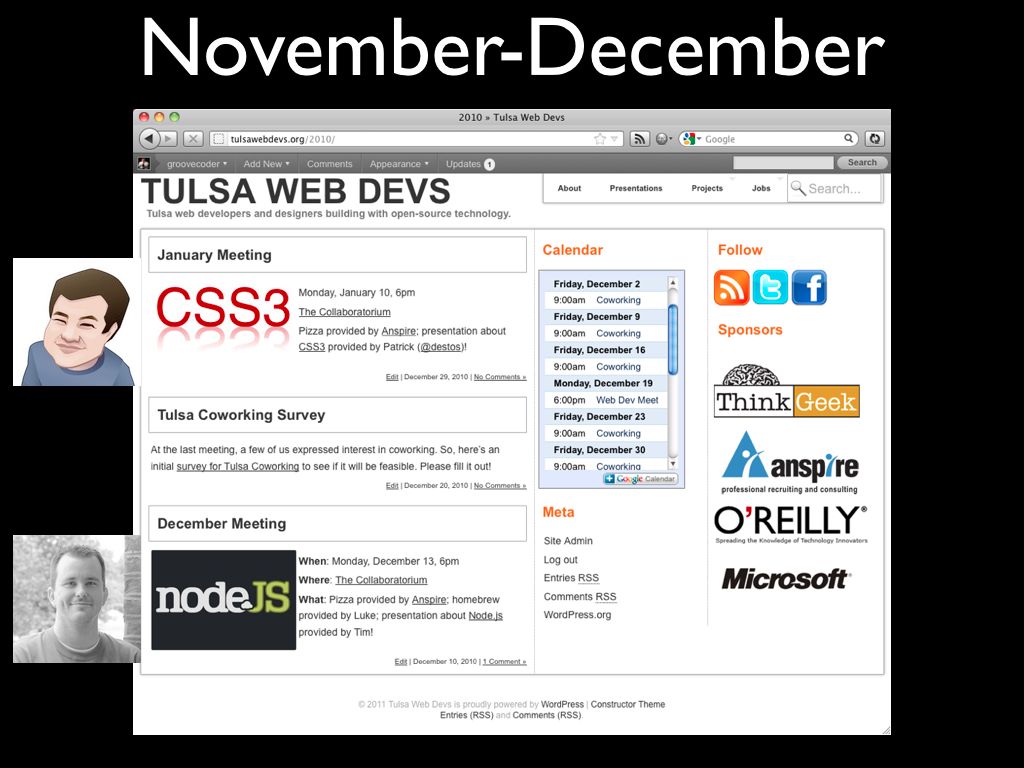 November-December
2010 » Tulsa Web Devs
tulsawebdevs.org/2010/
Google
groovecoder Add New Comments Appearance Updates 1
Search
TULSA WEB DEVS
Tulsa web developers and designers building with open-source technology.
About Presentations Projects Jobs
Search...
January Meeting
CSS3
Monday, January 10, 6pm
The Collaboratorium
Pizza provided by Anspire; presentation about
CSS3 provided by Patrick (@destos)!
Edit | December 29, 2010 | No Comments »
Tulsa Coworking Survey
At the last meeting, a few of us expressed interest in coworking. So, here's an
initial survey for Tulsa Coworking to see if it will be feasible. Please fill it out!
Edit | December 20, 2010 | No Comments »
December Meeting
nodeJS
When: Monday, December 13, 6pm
Where: The Collaboratorium
What: Pizza provided by Anspire; homebrew
provided by Luke; presentation about Node.js
provided by Tim!
Edit | December 10, 2010 | 1 Comment »
Calendar
Friday, December 2
9:00am Coworking
Friday, December 9
9:00am Coworking
Friday, December 16
9:00am Coworking
Monday, December 19
6:00pm Web Dev Meet
Friday, December 23
9:00am Coworking
Friday, December 30
9:00am Coworking
Google Calendar
Meta
Site Admin
Log out
Entries RSS
Comments RSS
WordPress.org
Follow
Sponsors
ThinkGeek
anspire
professional recruiting and consulting
O'REILLY®
Spreading the Knowledge of Technology Innovators
Microsoft®
© 2011 Tulsa Web Devs is proudly powered by WordPress | Constructor Theme
Entries (RSS) and Comments (RSS)